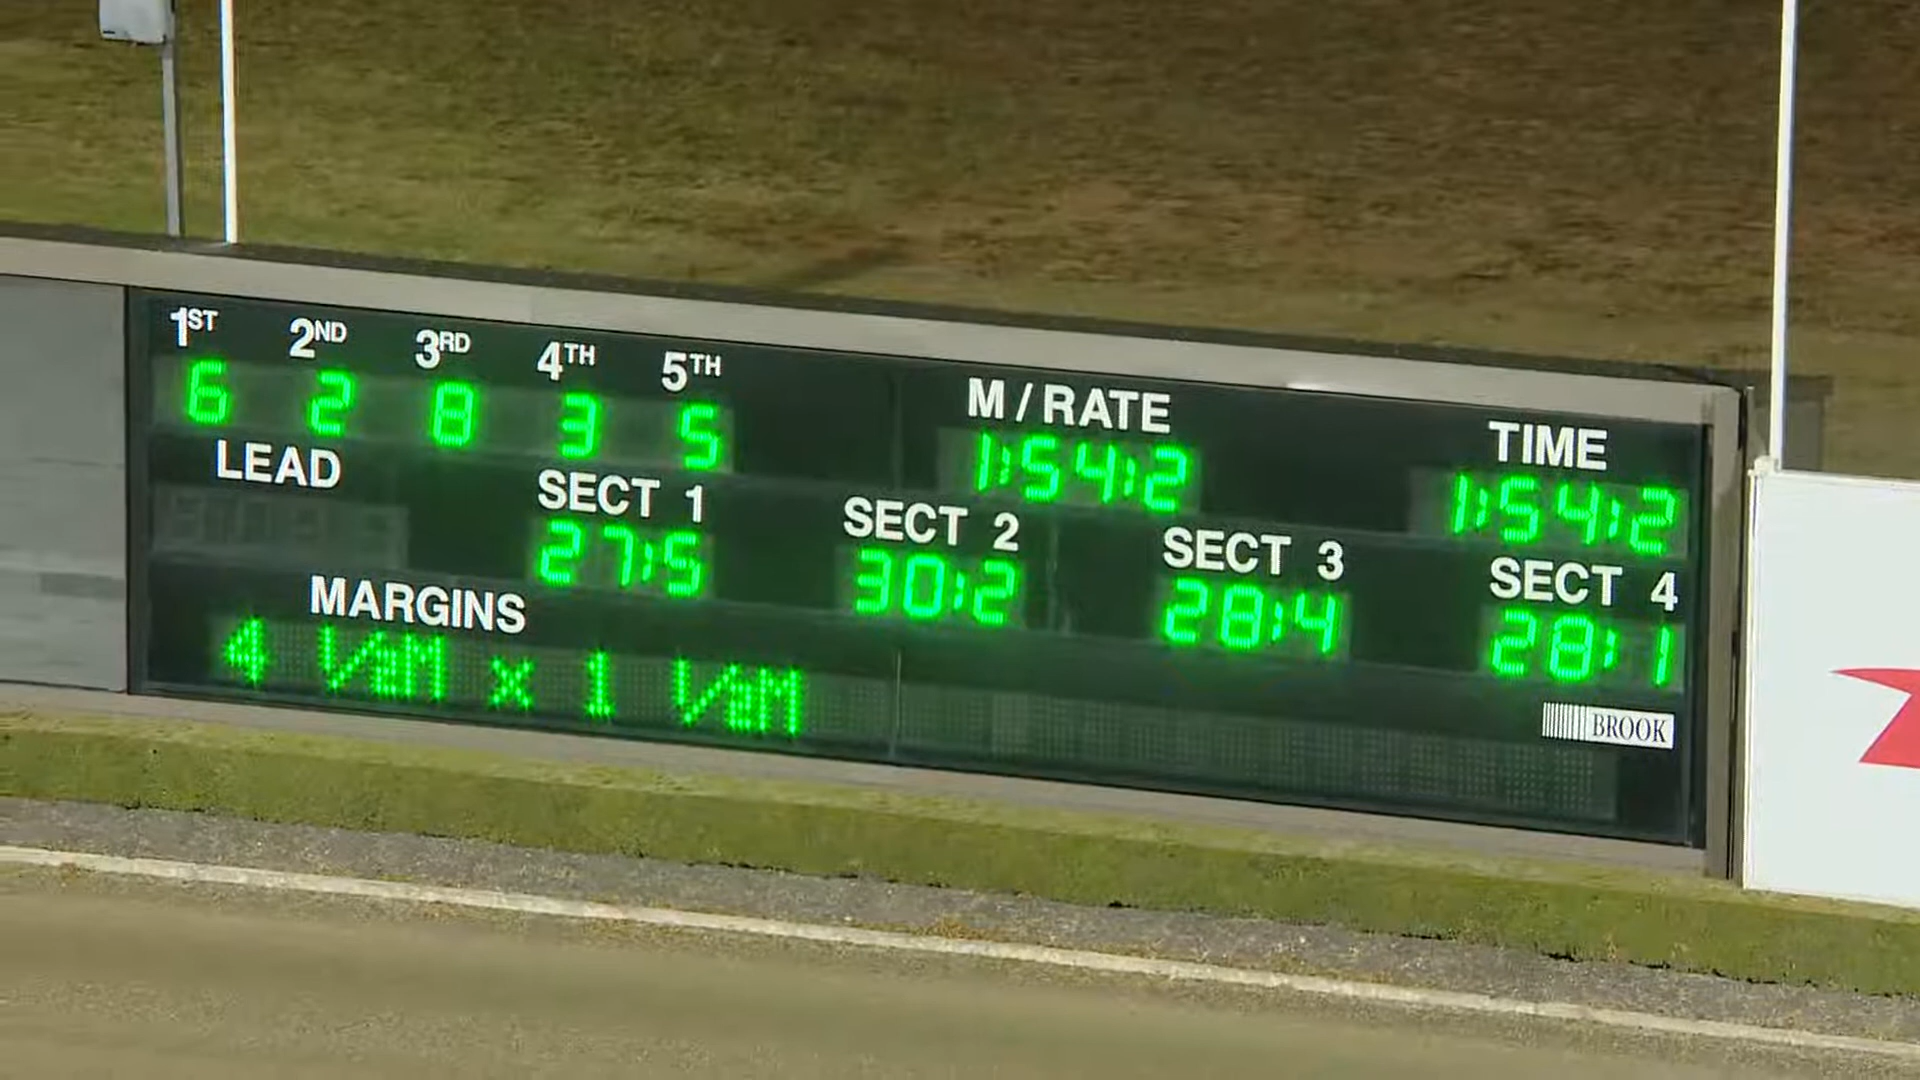 1ST 2ND 3RD 4TH 5TH M/RATE TIME
6 2 8 3 5 1:54:2 1:54:2
LEAD SECT 1 SECT 2 SECT 3 SECT 4
27:5 30:2 28:4 28:1
MARGINS
4 1/2M x 1 1/2M
BROOK